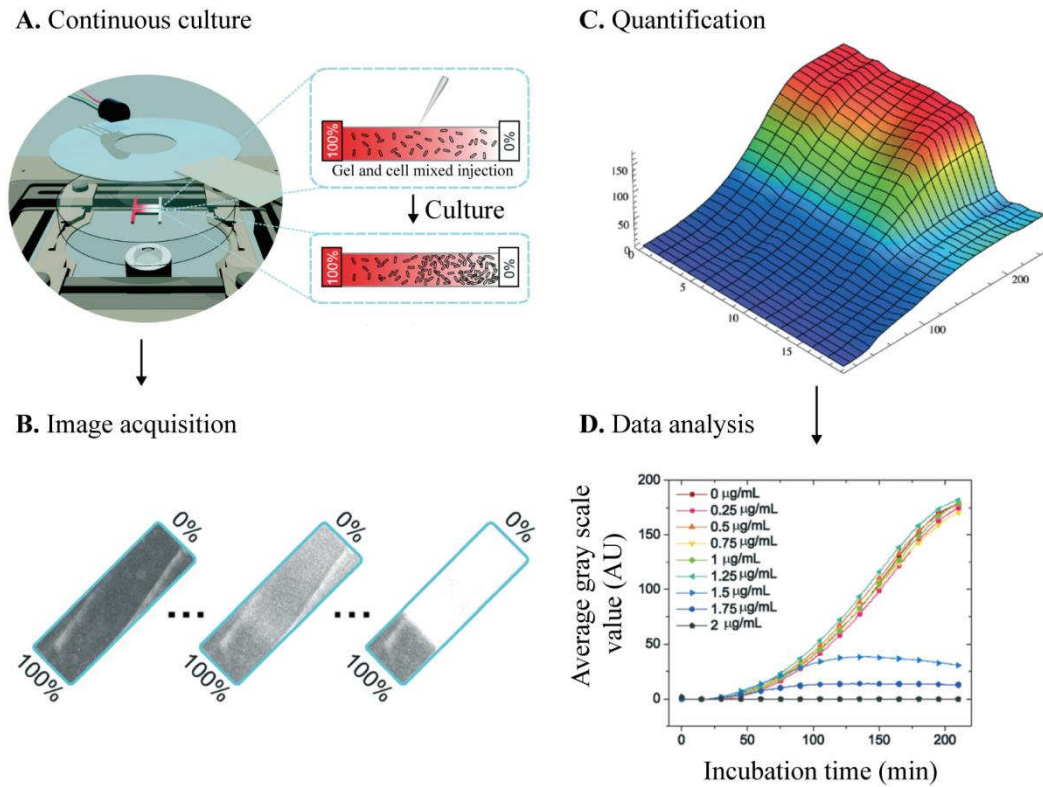 A. Continuous culture
100%
0%
Gel and cell mixed injection
Culture
100%
0%
B. Image acquisition
0%
0%
0%
...
...
100%
100%
100%
C. Quantification
150
100
50
0
0
5
10
15
100
200
D. Data analysis
200
150
100
50
0
Average gray scale
value (AU)
0 μg/mL
0.25 μg/mL
0.5 μg/mL
0.75 μg/mL
1 μg/mL
1.25 μg/mL
1.5 μg/mL
1.75 μg/mL
2 μg/mL
0
50
100
150
200
Incubation time (min)